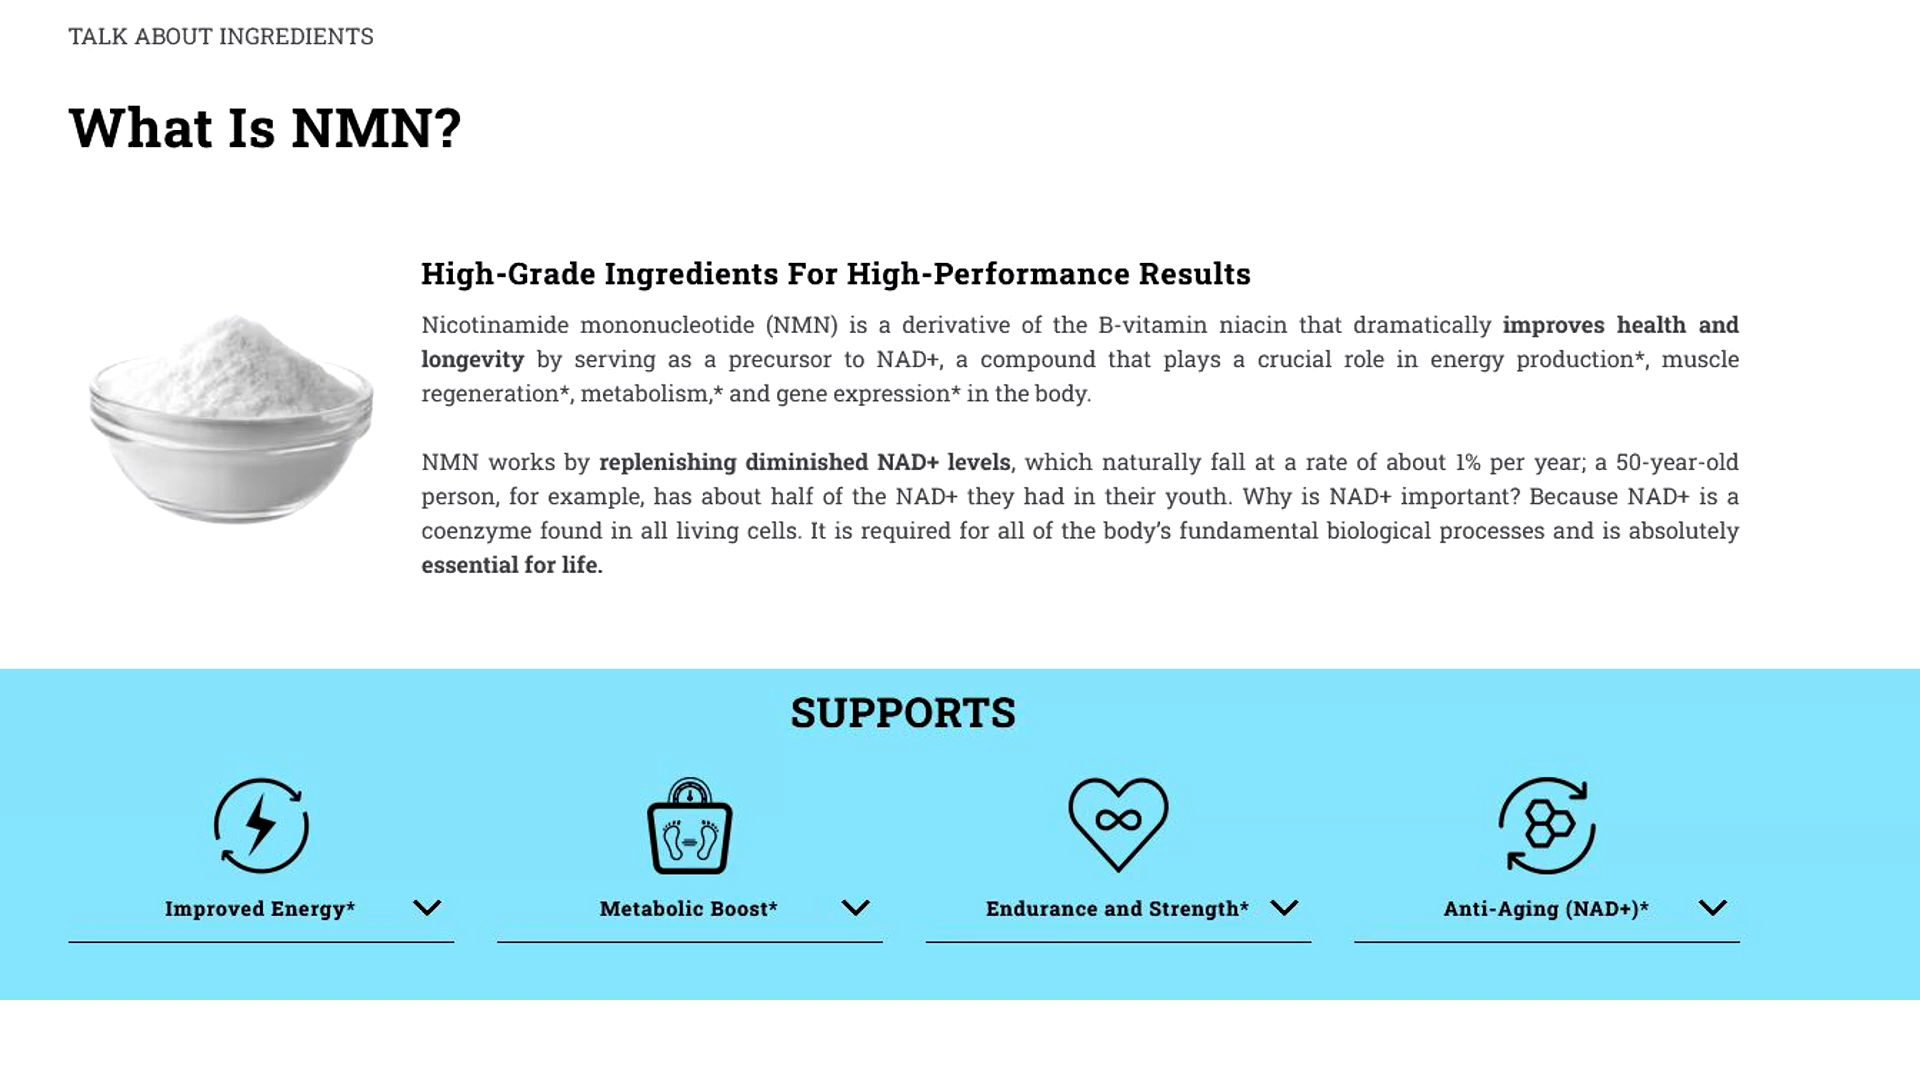 TALK ABOUT INGREDIENTS
What Is NMN?
High-Grade Ingredients For High-Performance Results
Nicotinamide mononucleotide (NMN) is a derivative of the B-vitamin niacin that dramatically improves health and
longevity by serving as a precursor to NAD+, a compound that plays a crucial role in energy production*, muscle
regeneration*, metabolism,* and gene expression* in the body.
NMN works by replenishing diminished NAD+ levels, which naturally fall at a rate of about 1% per year; a 50-year-old
person, for example, has about half of the NAD+ they had in their youth. Why is NAD+ important? Because NAD+ is a
coenzyme found in all living cells. It is required for all of the body’s fundamental biological processes and is absolutely
essential for life.
SUPPORTS
Improved Energy*
Metabolic Boost*
Endurance and Strength*
Anti-Aging (NAD+)*